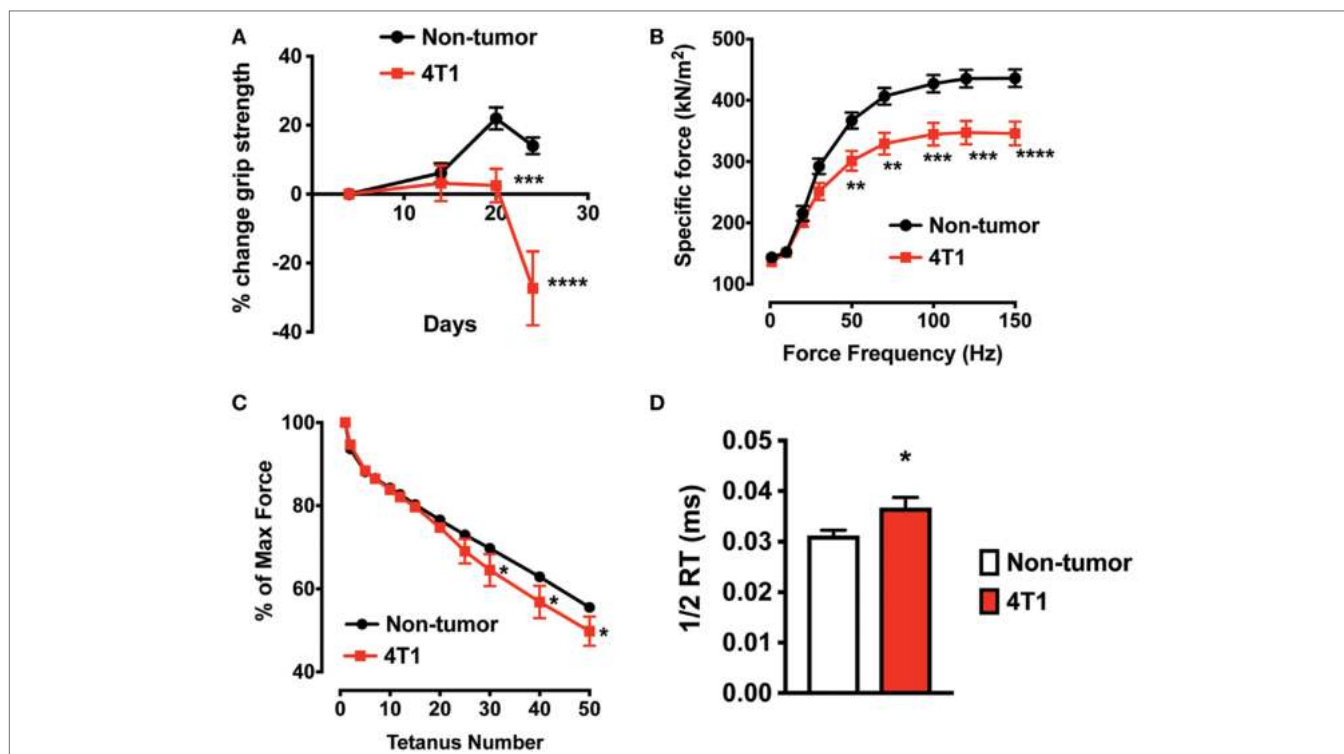 A
Non-tumor
4T1
% change grip strength
40
20
0
-20
-40
10
20
30
***
****
Days
B
Specific force (kN/m²)
500
400
300
200
100
**
**
***
***
****
Non-tumor
4T1
0
50
100
150
Force Frequency (Hz)
C
% of Max Force
100
80
60
40
*
*
*
Non-tumor
4T1
0
10
20
30
40
50
Tetanus Number
D
1/2 RT (ms)
0.05
0.04
0.03
0.02
0.01
0.00
*
Non-tumor
4T1